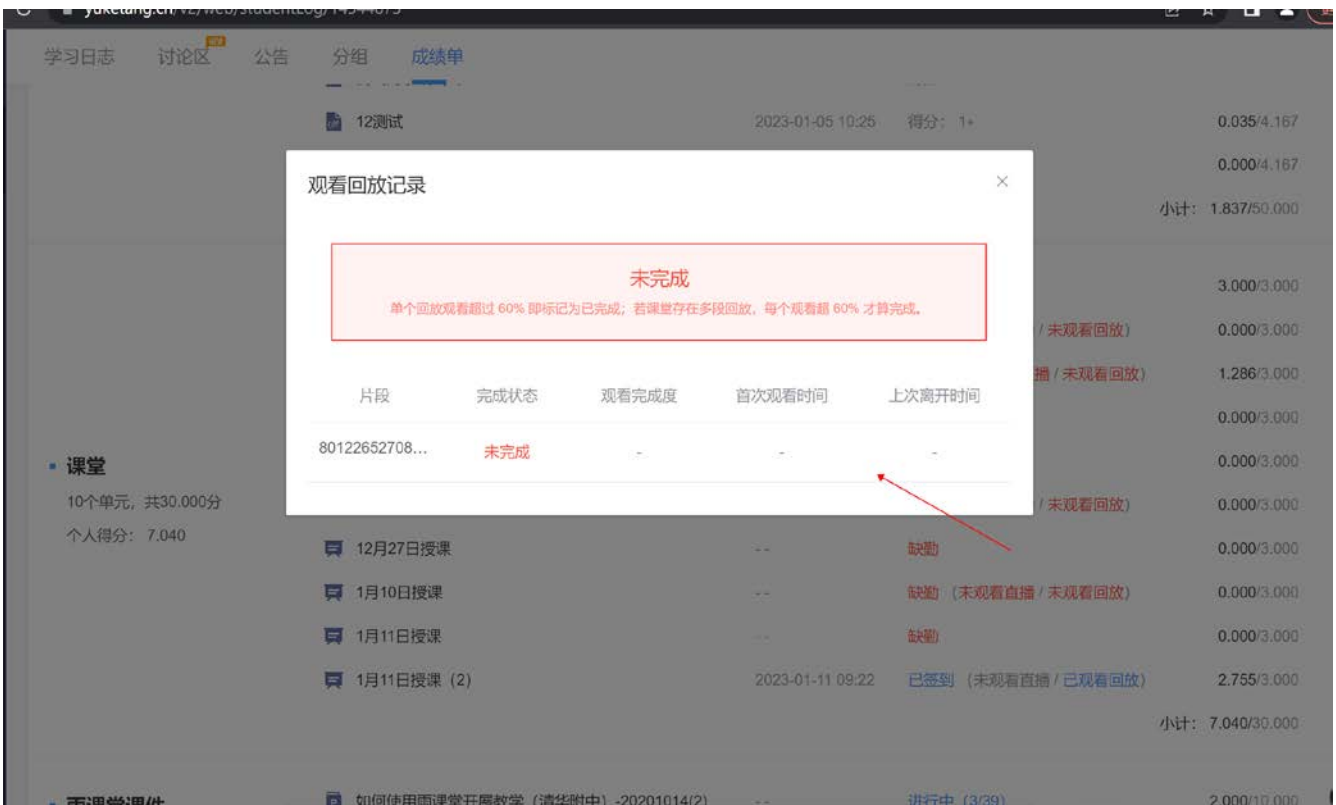 yuketang.cn/v2/web/studentLog/14544075
学习日志 讨论区 公告 分组 成绩单
12测试 2023-01-05 10:25 得分： 1+ 0.035/4.167
0.000/4.167
小计： 1.837/50.000
观看回放记录
未完成
单个回放观看超过 60% 即标记为已完成；若课堂存在多段回放，每个观看超 60% 才算完成。
片段 完成状态 观看完成度 首次观看时间 上次离开时间
80122652708... 未完成 - - -
3.000/3.000
/ 未观看回放） 0.000/3.000
播 / 未观看回放） 1.286/3.000
0.000/3.000
0.000/3.000
/ 未观看回放） 0.000/3.000
课堂
10个单元，共30.000分
个人得分： 7.040
12月27日授课 -- 缺勤 0.000/3.000
1月10日授课 -- 缺勤 （未观看直播 / 未观看回放） 0.000/3.000
1月11日授课 -- 缺勤 0.000/3.000
1月11日授课（2） 2023-01-11 09:22 已签到 （未观看直播 / 已观看回放） 2.755/3.000
小计： 7.040/30.000
雨课堂课件 如何使用雨课堂开展教学（清华附中）-20201014(2) -- 进行中（3/39） 2.000/10.000